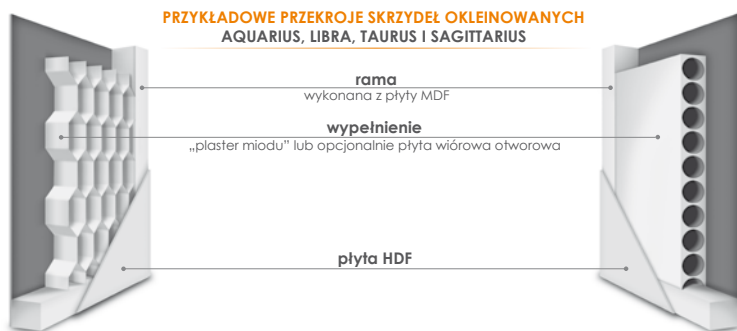 PRZYKŁADOWE PRZEKROJE SKRZYDEŁ OKLEINOWANYCH
AQUARIUS, LIBRA, TAURUS I SAGITTARIUS
rama
wykonana z płyty MDF
wypełnienie
„plaster miodu” lub opcjonalnie płyta wiórowa otworowa
płyta HDF